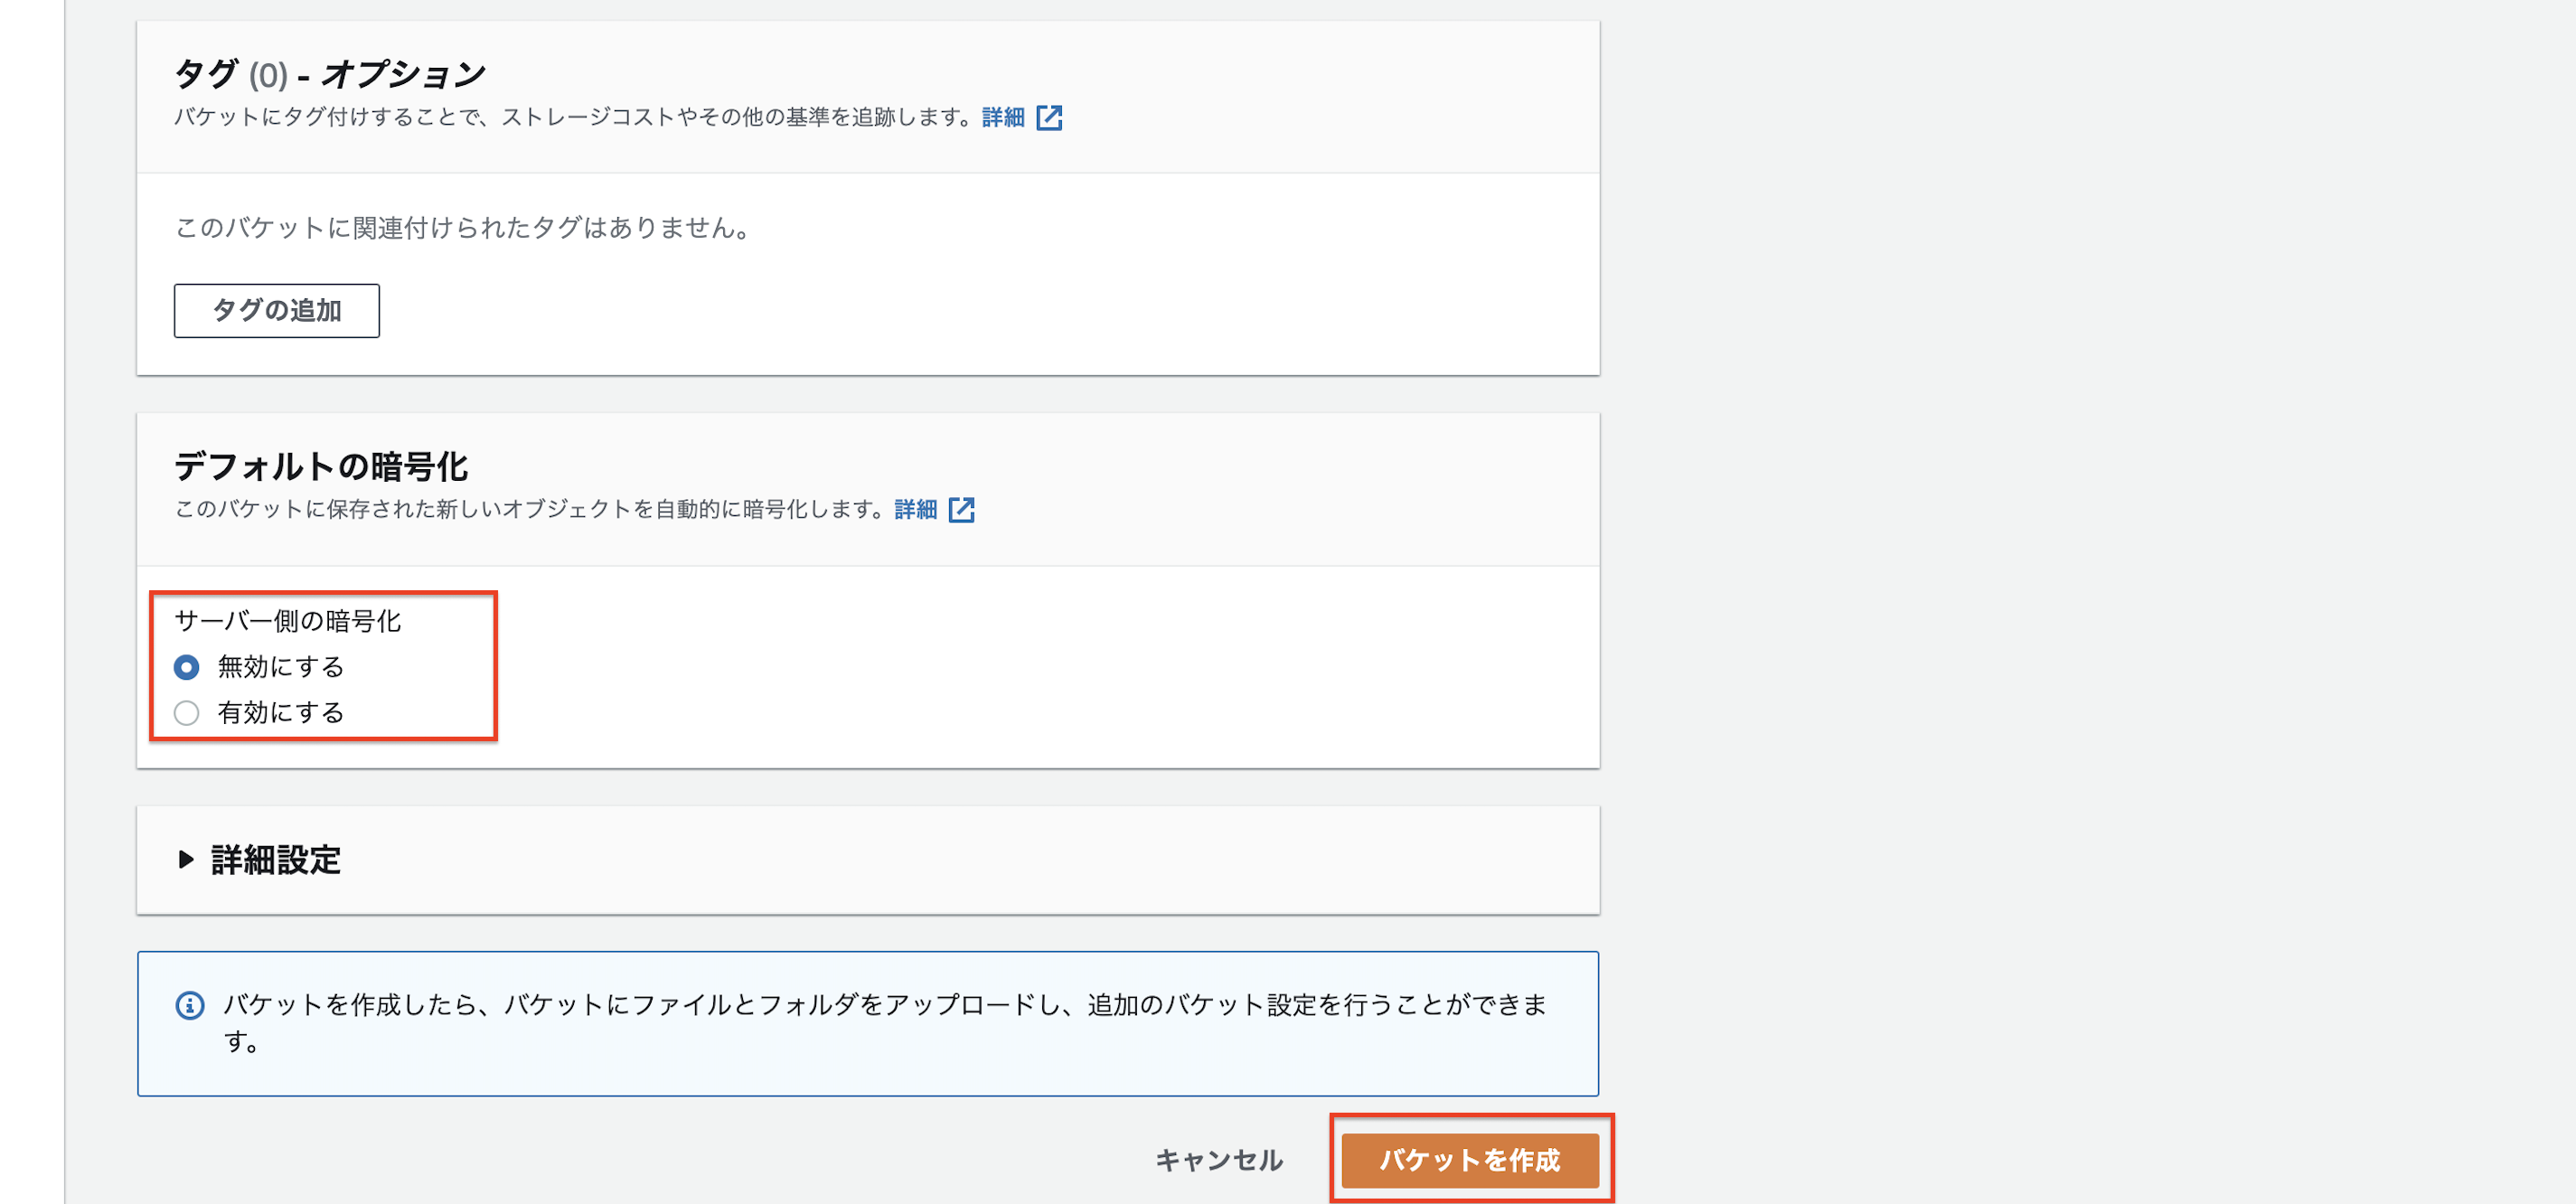 タグ (0) - オプション
バケットにタグ付けすることで、ストレージコストやその他の基準を追跡します。詳細
このバケットに関連付けられたタグはありません。
タグの追加
デフォルトの暗号化
このバケットに保存された新しいオブジェクトを自動的に暗号化します。詳細
サーバー側の暗号化
無効にする
有効にする
詳細設定
バケットを作成したら、バケットにファイルとフォルダをアップロードし、追加のバケット設定を行うことができま
す。
キャンセル
バケットを作成